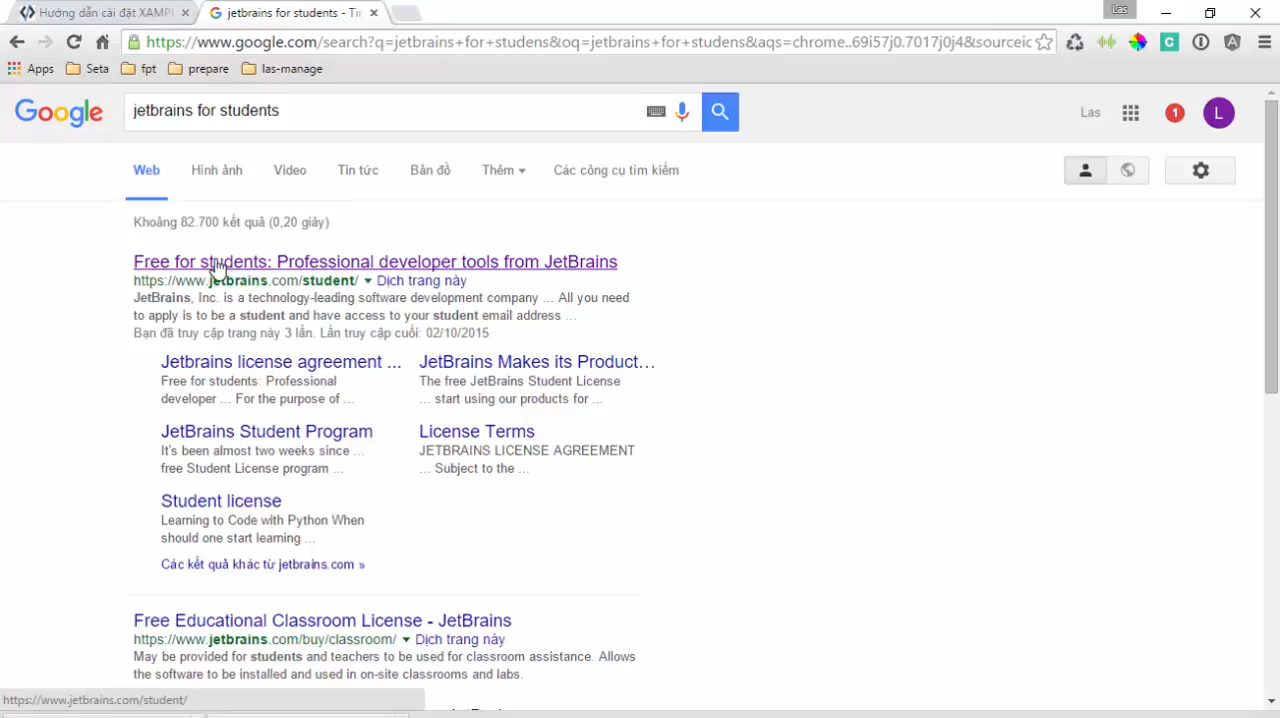 Las
Hướng dẫn cài đặt XAMPI
jetbrains for students - Tìr
https://www.google.com/search?q=jetbrains+for+studens&oq=jetbrains+for+studens&aqs=chrome..69i57j0.7017j0j4&sourceic
Apps Seta fpt prepare las-manage
Google
jetbrains for students
Las 1 L
Web Hình ảnh Video Tin tức Bản đồ Thêm Các công cụ tìm kiếm
Khoảng 82.700 kết quả (0,20 giây)
Free for students: Professional developer tools from JetBrains
https://www.jetbrains.com/student/ Dịch trang này
JetBrains, Inc. is a technology-leading software development company ... All you need
to apply is to be a student and have access to your student email address ...
Bạn đã truy cập trang này 3 lần. Lần truy cập cuối: 02/10/2015
Jetbrains license agreement ...
Free for students: Professional
developer ... For the purpose of ...
JetBrains Makes its Product…
The free JetBrains Student License
... start using our products for ...
JetBrains Student Program
It's been almost two weeks since ...
free Student License program ...
License Terms
JETBRAINS LICENSE AGREEMENT
... Subject to the ...
Student license
Learning to Code with Python When
should one start learning ...
Các kết quả khác từ jetbrains.com »
Free Educational Classroom License - JetBrains
https://www.jetbrains.com/buy/classroom/ Dịch trang này
May be provided for students and teachers to be used for classroom assistance. Allows
the software to be installed and used in on-site classrooms and labs.
https://www.jetbrains.com/student/